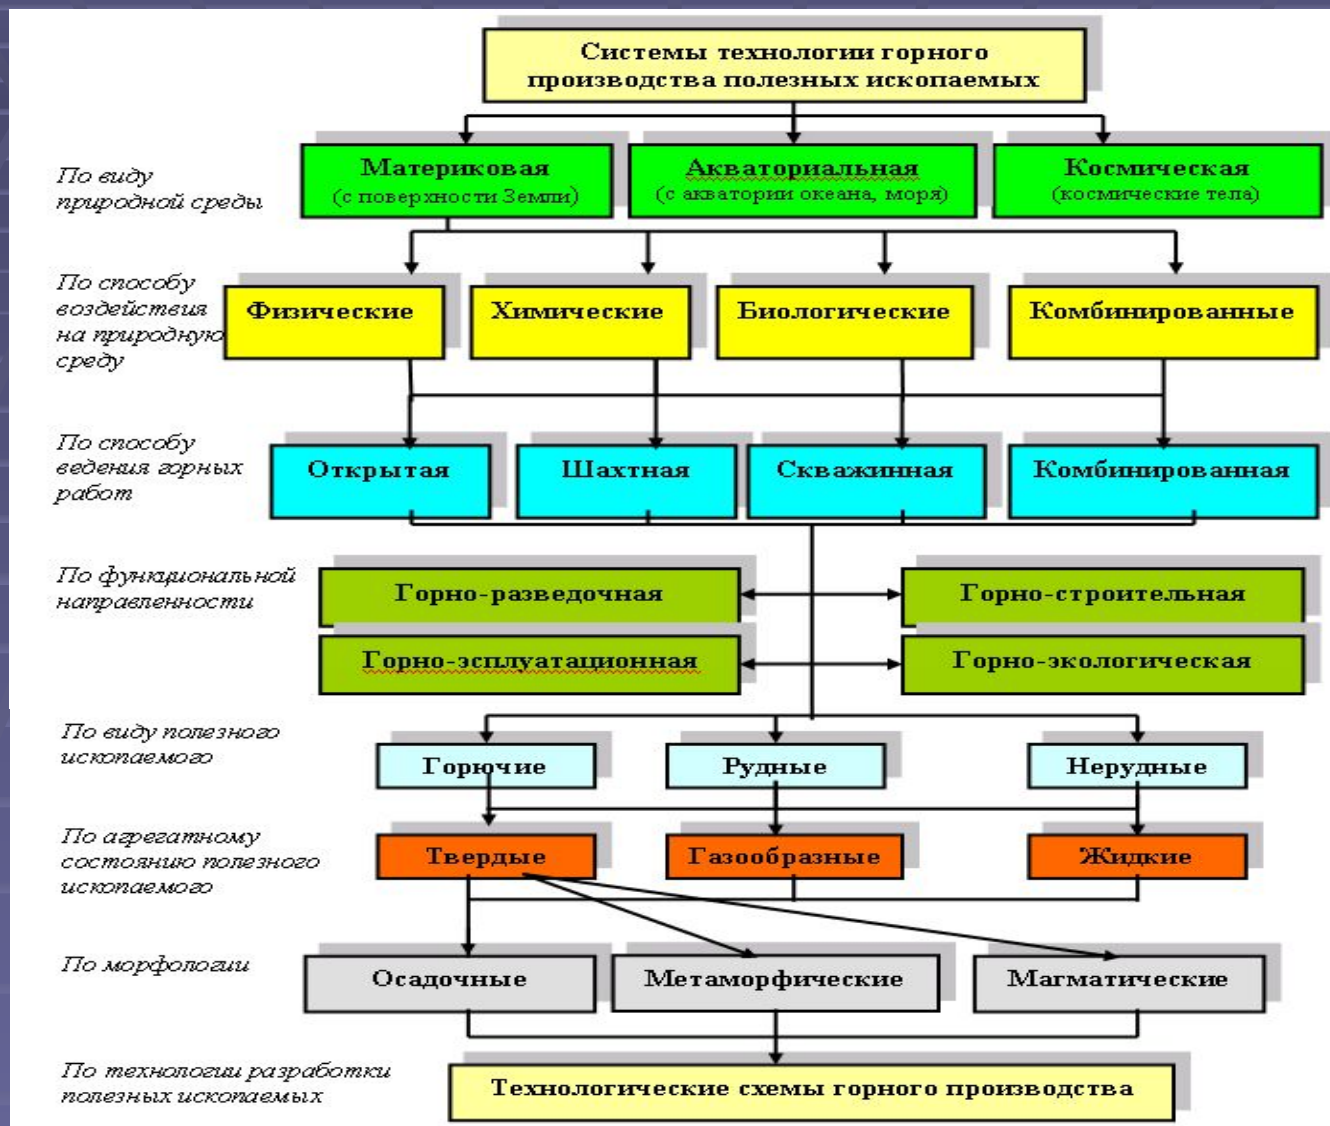 Системы технологии горного
производства полезных ископаемых
По виду
природной среды
Материковая
(с поверхности Земли)
Акваториальная
(с акватории океана, моря)
Космическая
(космические тела)
По способу
воздействия
на природную
среду
Физические
Химические
Биологические
Комбинированные
По способу
ведения горных
работ
Открытая
Шахтная
Скважинная
Комбинированная
По функциональной
направленности
Горно-разведочная
Горно-строительная
Горно-эсплуатационная
Горно-экологическая
По виду полезного
ископаемого
Горючие
Рудные
Нерудные
По агрегатному
состоянию полезного
ископаемого
Твердые
Газообразные
Жидкие
По морфологии
Осадочные
Метаморфические
Магматические
По технологии разработки
полезных ископаемых
Технологические схемы горного производства